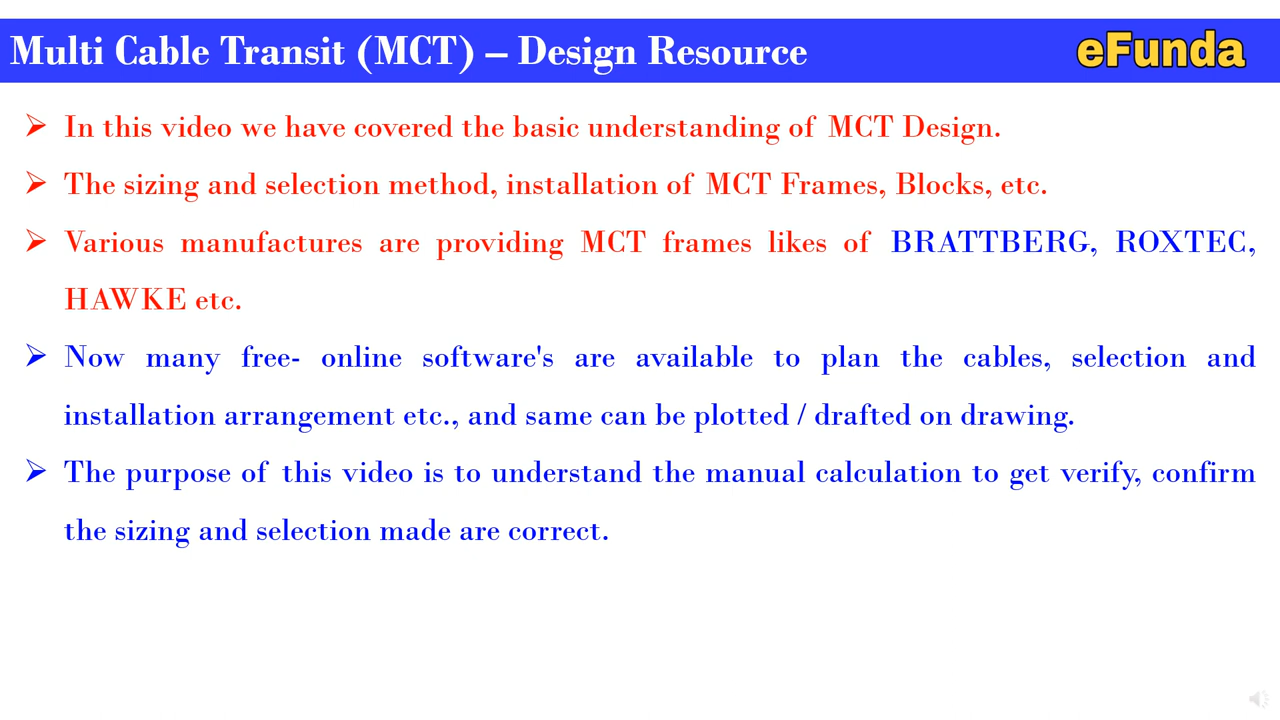 Multi Cable Transit (MCT) – Design Resource
eFunda
➢ In this video we have covered the basic understanding of MCT Design.
➢ The sizing and selection method, installation of MCT Frames, Blocks, etc.
➢ Various manufactures are providing MCT frames likes of BRATTBERG, ROXTEC,
HAWKE etc.
➢ Now many free- online software's are available to plan the cables, selection and
installation arrangement etc., and same can be plotted / drafted on drawing.
➢ The purpose of this video is to understand the manual calculation to get verify, confirm
the sizing and selection made are correct.